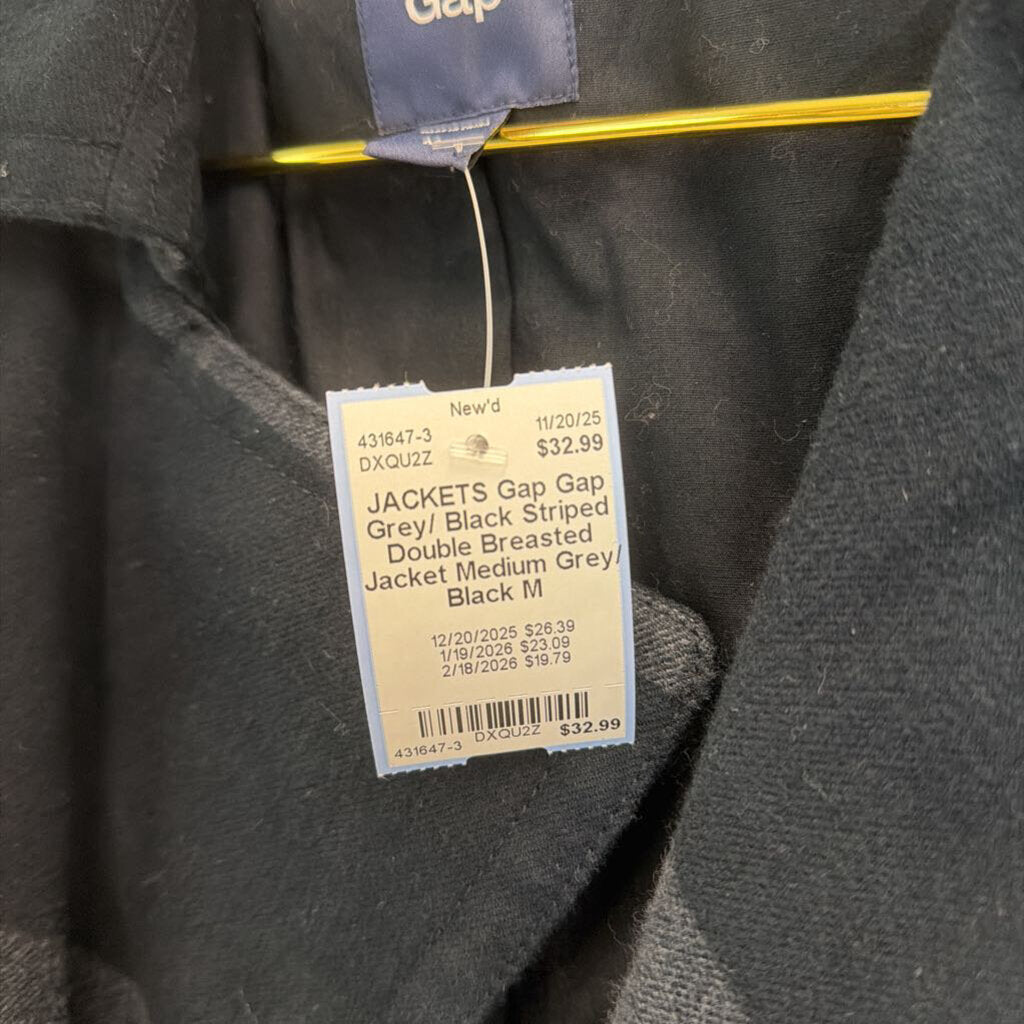 Gap
New'd
431647-3 11/20/25
DXQU2Z $32.99
JACKETS Gap Gap
Grey/ Black Striped
Double Breasted
Jacket Medium Grey/
Black M
12/20/2025 $26.39
1/19/2026 $23.09
2/18/2026 $19.79
431647-3 DXQU2Z $32.99